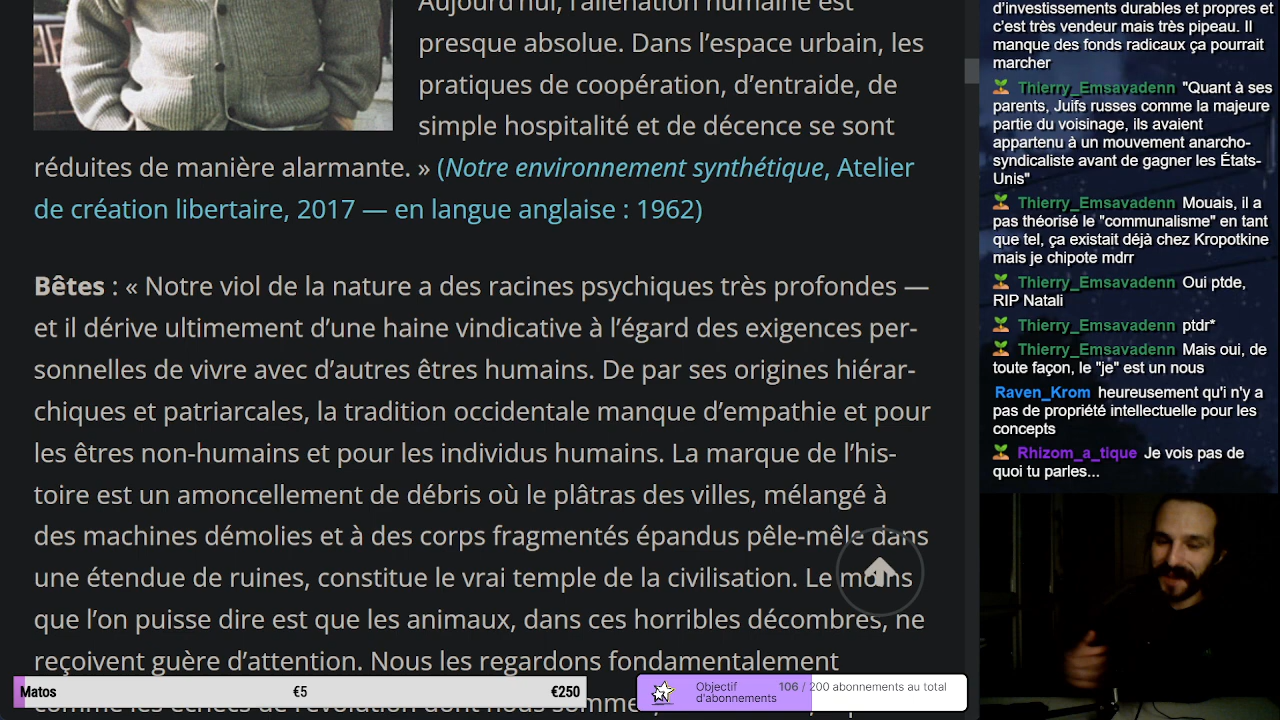 Aujourd'hui, l'aliénation humaine est
presque absolue. Dans l'espace urbain, les
pratiques de coopération, d'entraide, de
simple hospitalité et de décence se sont
réduites de manière alarmante. » (Notre environnement synthétique, Atelier
de création libertaire, 2017 — en langue anglaise : 1962)
Bêtes : « Notre viol de la nature a des racines psychiques très profondes —
et il dérive ultimement d'une haine vindicative à l'égard des exigences per-
sonnelles de vivre avec d'autres êtres humains. De par ses origines hiérar-
chiques et patriarcales, la tradition occidentale manque d'empathie et pour
les êtres non-humains et pour les individus humains. La marque de l'his-
toire est un amoncellement de débris où le plâtras des villes, mélangé à
des machines démolies et à des corps fragmentés épandus pêle-mêle dans
une étendue de ruines, constitue le vrai temple de la civilisation. Le moins
que l'on puisse dire est que les animaux, dans ces horribles décombres, ne
reçoivent guère d'attention. Nous les regardons fondamentalement
Matos €5 €250
Objectif d'abonnements 106 / 200 abonnements au total
d'investissements durables et propres et
c'est très vendeur mais très pipeau. Il
manque des fonds radicaux ça pourrait
marcher
Thierry_Emsavadenn "Quant à ses
parents, Juifs russes comme la majeure
partie du voisinage, ils avaient
appartenu à un mouvement anarcho-
syndicaliste avant de gagner les États-
Unis"
Thierry_Emsavadenn Mouais, il a
pas théorisé le "communalisme" en tant
que tel, ça existait déjà chez Kropotkine
mais je chipote mdrr
Thierry_Emsavadenn Oui ptde,
RIP Natali
Thierry_Emsavadenn ptdr*
Thierry_Emsavadenn Mais oui, de
toute façon, le "je" est un nous
Raven_Krom heureusement qu'i n'y a
pas de propriété intellectuelle pour les
concepts
Rhizom_a_tique Je vois pas de
quoi tu parles...